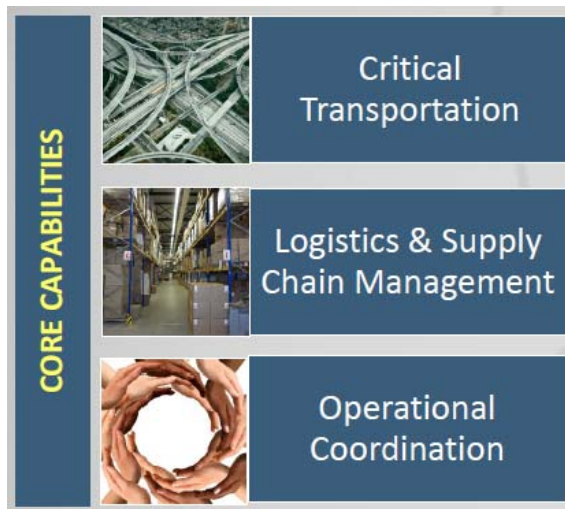 CORE CAPABILITIES
Critical
Transportation
Logistics & Supply
Chain Management
Operational
Coordination